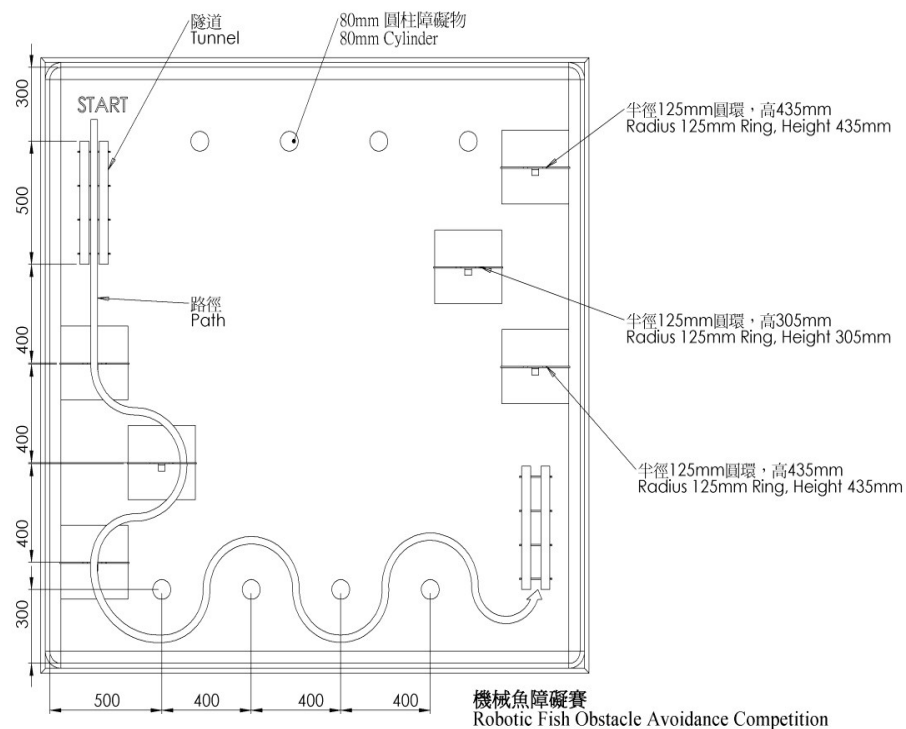 隧道
Tunnel
80mm 圓柱障礙物
80mm Cylinder
START
半徑125mm圓環，高435mm
Radius 125mm Ring, Height 435mm
路徑
Path
半徑125mm圓環，高305mm
Radius 125mm Ring, Height 305mm
半徑125mm圓環，高435mm
Radius 125mm Ring, Height 435mm
300
500
400
400
400
300
500
400
400
400
機械魚障礙賽
Robotic Fish Obstacle Avoidance Competition